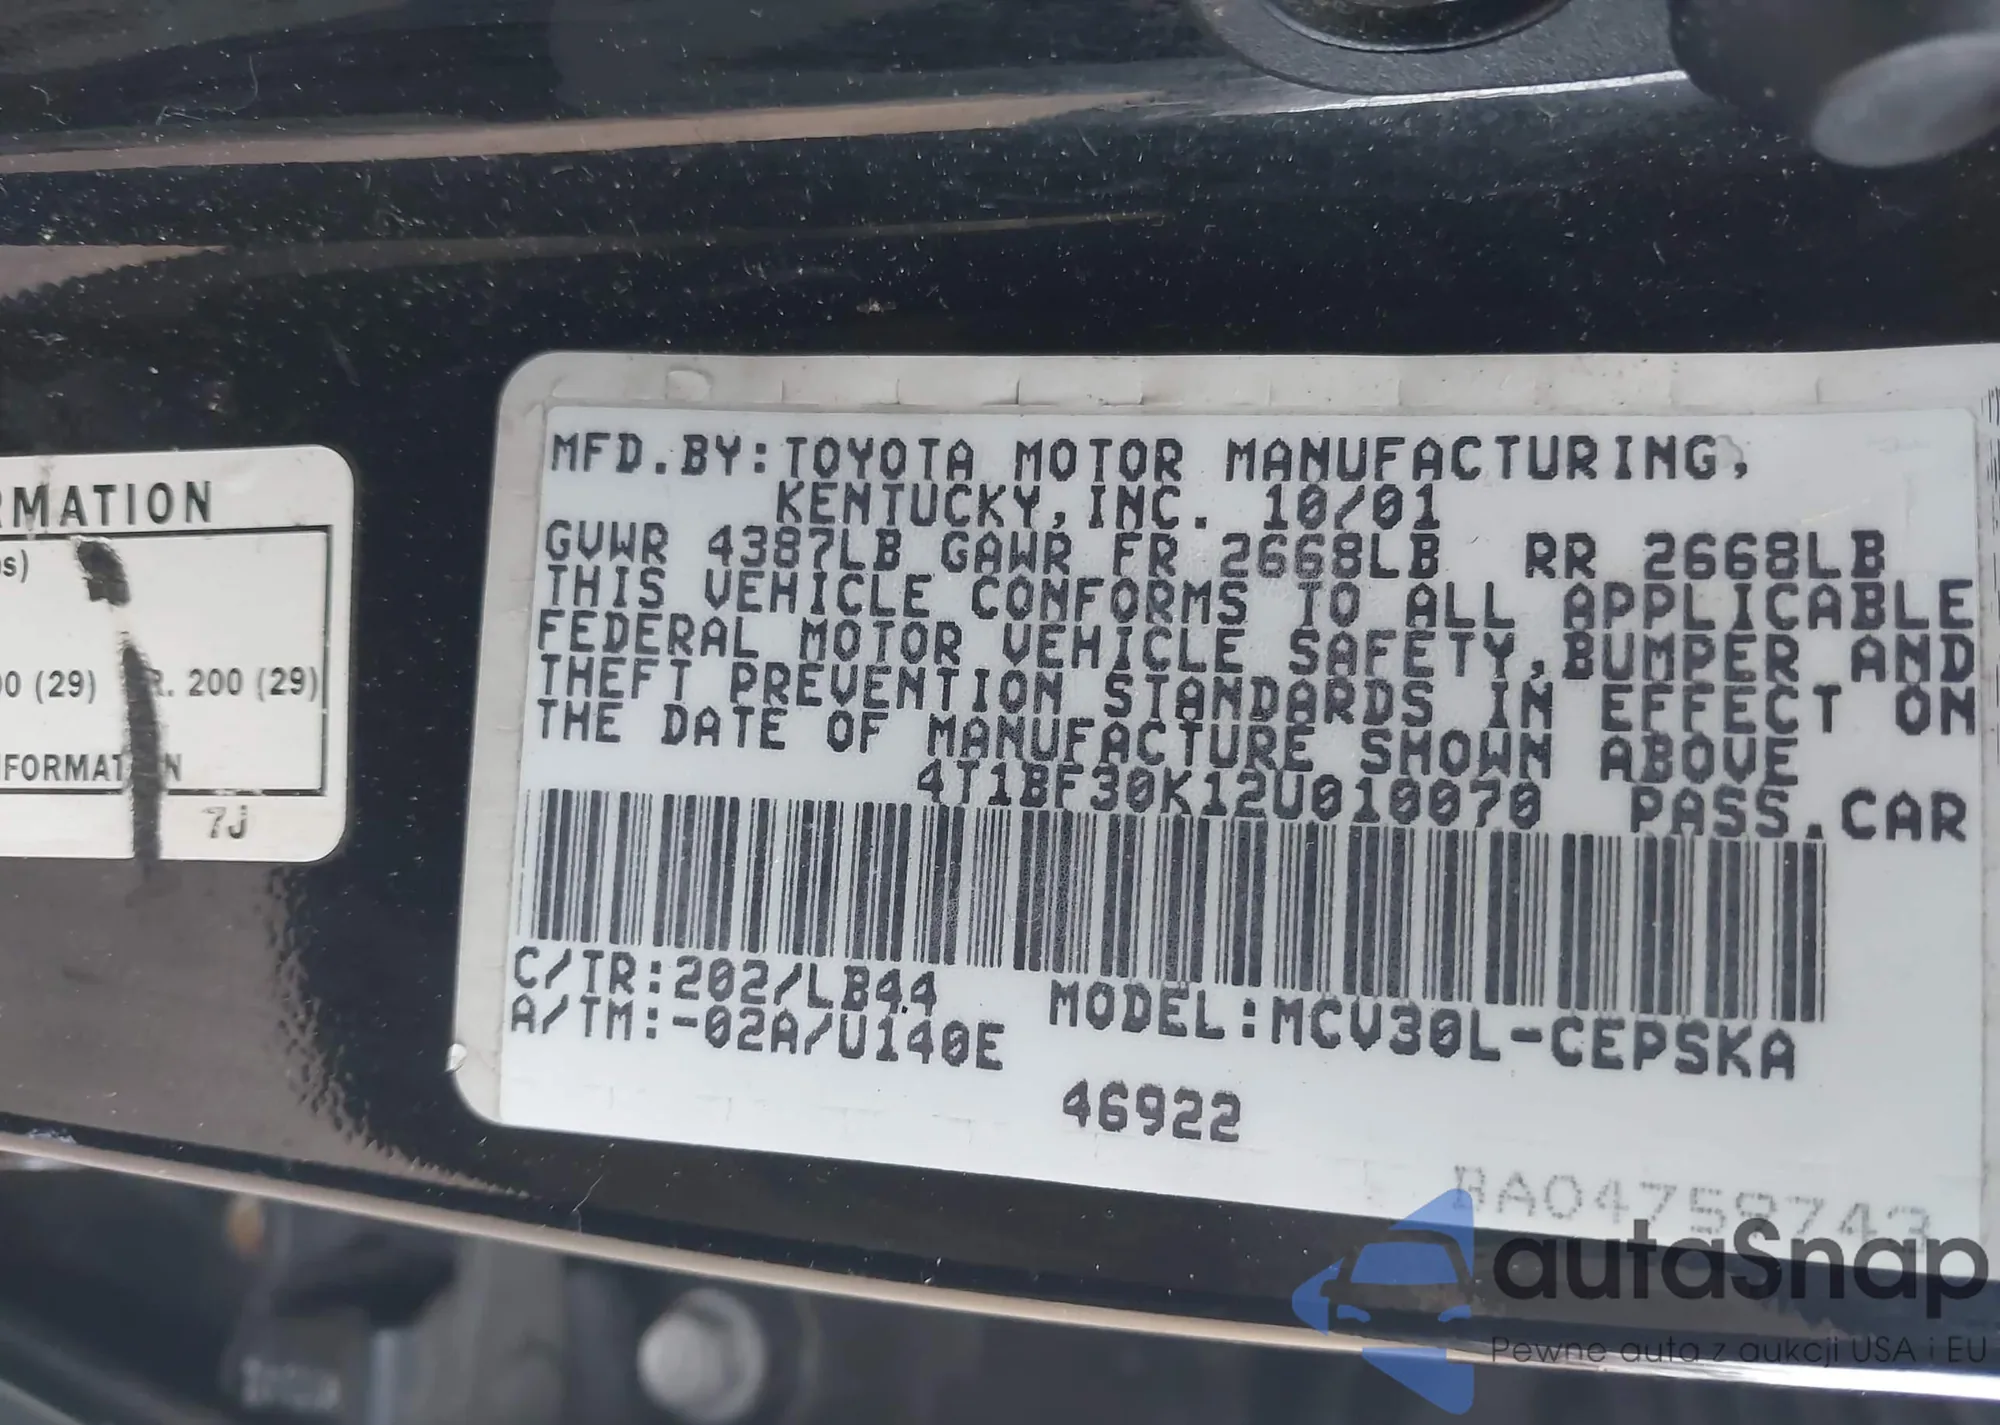 RMATION
s)
00 (29) R. 200 (29)
FORMATION
7J
MFD.BY:TOYOTA MOTOR MANUFACTURING,
KENTUCKY,INC. 10/01
GVWR 4387LB GAWR FR 2668LB RR 2668LB
THIS VEHICLE CONFORMS TO ALL APPLICABLE
FEDERAL MOTOR VEHICLE SAFETY,BUMPER AND
THEFT PREVENTION STANDARDS IN EFFECT ON
THE DATE OF MANUFACTURE SHOWN ABOVE
4T1BF30K12U010070 PASS.CAR
C/TR:202/LB44
A/TM:-02A/U140E
MODEL:MCV30L-CEPSKA
46922
BA04759743
autaSnap
Pewne auta z aukcji USA i EU